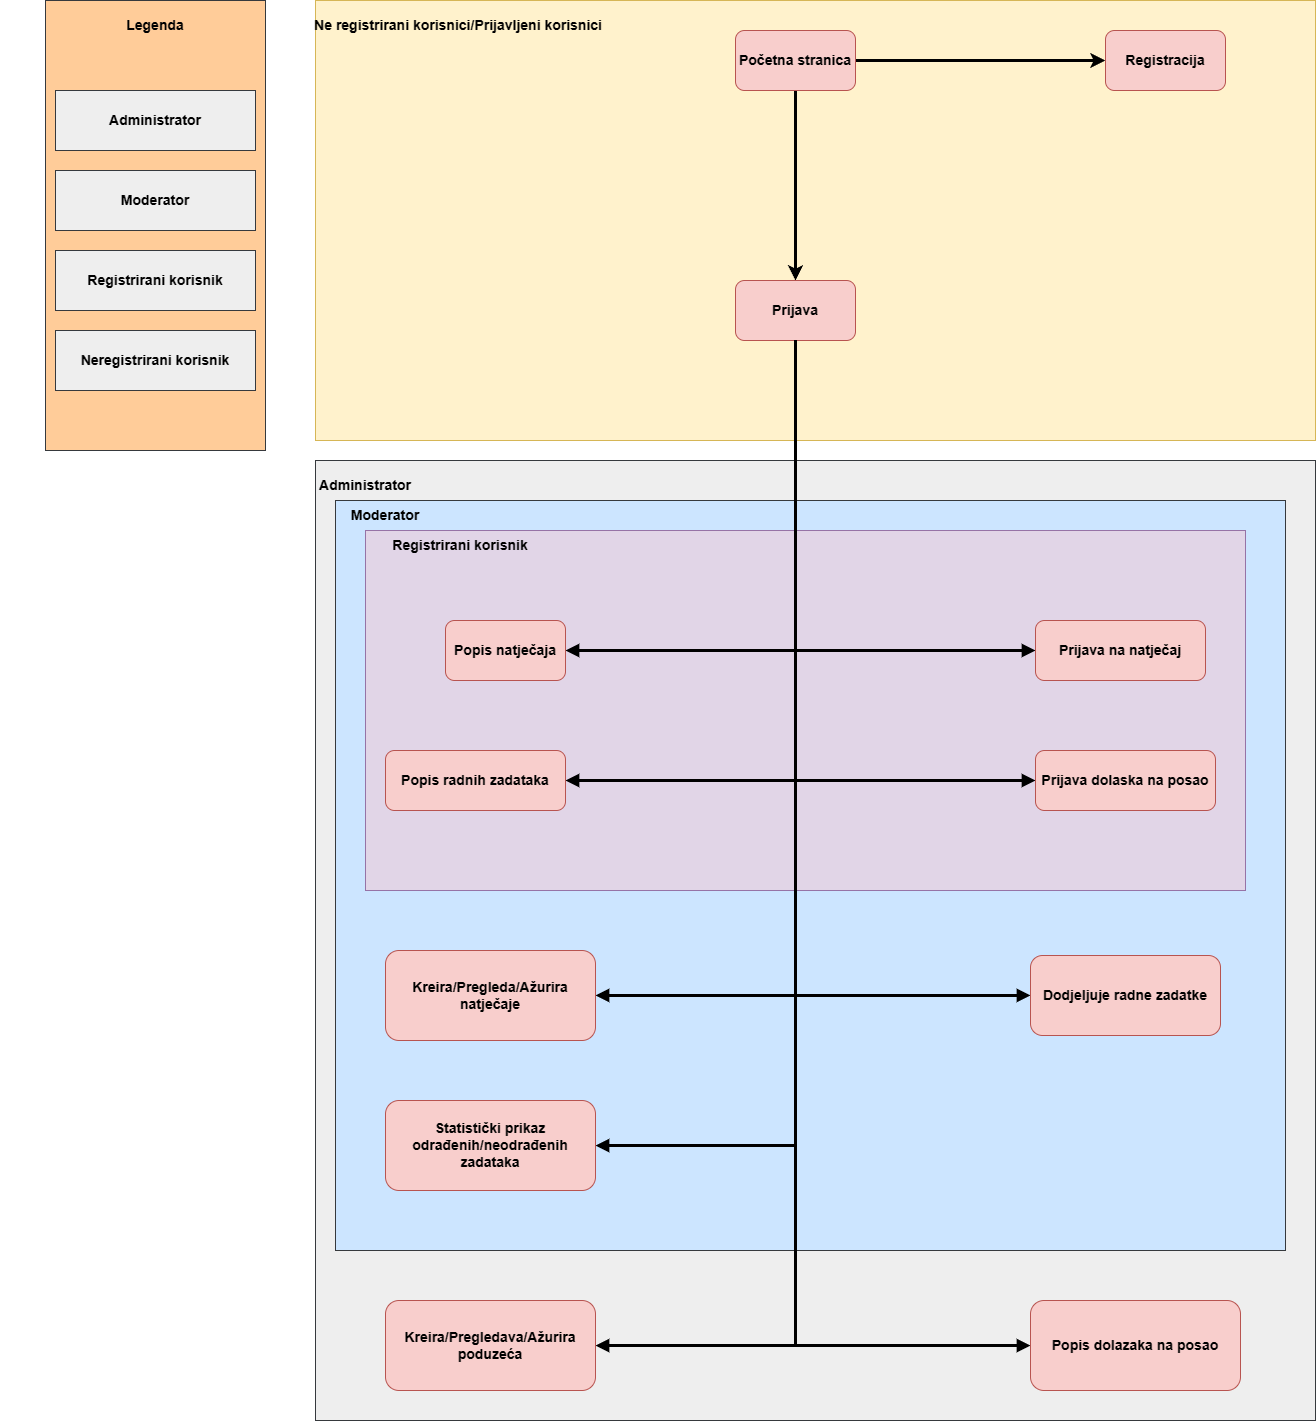 Legenda
Administrator
Moderator
Registrirani korisnik
Neregistrirani korisnik
Ne registrirani korisnici/Prijavljeni korisnici
Početna stranica
Registracija
Prijava
Administrator
Moderator
Registrirani korisnik
Popis natječaja
Prijava na natječaj
Popis radnih zadataka
Prijava dolaska na posao
Kreira/Pregleda/Ažurira
natječaje
Dodjeljuje radne zadatke
Statistički prikaz
odrađenih/neodrađenih
zadataka
Kreira/Pregledava/Ažurira
poduzeća
Popis dolazaka na posao